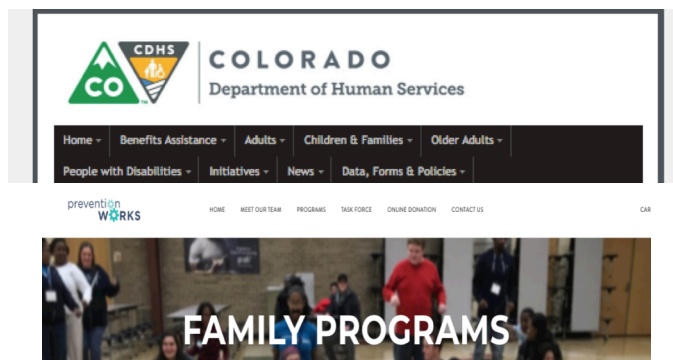 CDHS
CO
TM
COLORADO
Department of Human Services
Home Benefits Assistance Adults Children & Families Older Adults
People with Disabilities Initiatives News Data, Forms & Policies
prevention
WORKS
HOME MEET OUR TEAM PROGRAMS TASK FORCE ONLINE DONATION CONTACT US CAR
FAMILY PROGRAMS